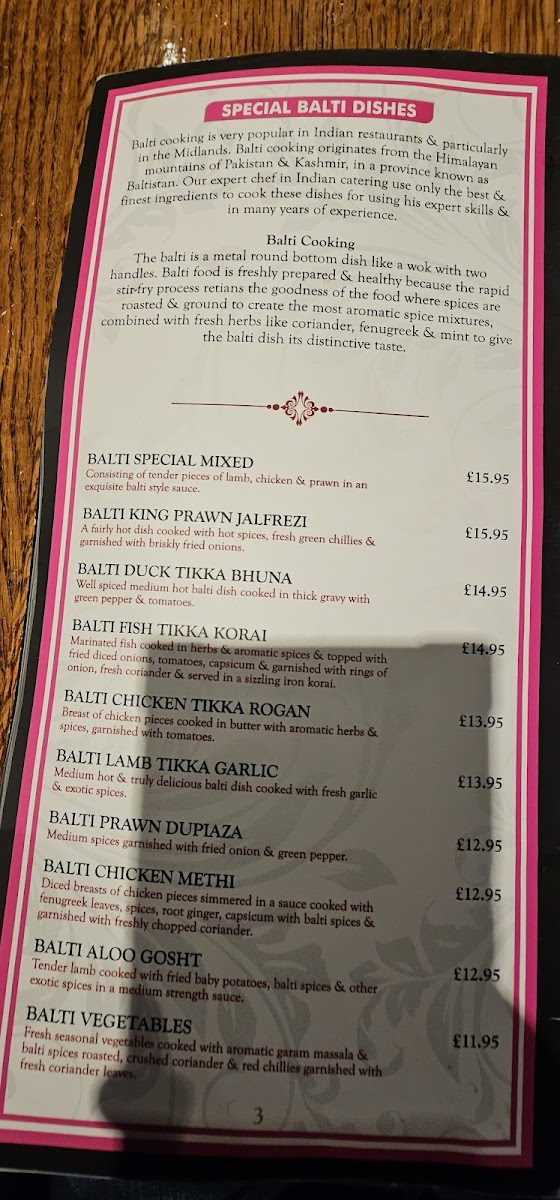 SPECIAL BALTI DISHES
Balti cooking is very popular in Indian restaurants & particularly
in the Midlands. Balti cooking originates from the Himalayan
mountains of Pakistan & Kashmir, in a province known as
Baltistan. Our expert chef in Indian catering use only the best &
finest ingredients to cook these dishes for using his expert skills &
in many years of experience.
Balti Cooking
The balti is a metal round bottom dish like a wok with two
handles. Balti food is freshly prepared & healthy because the rapid
stir-fry process retians the goodness of the food where spices are
roasted & ground to create the most aromatic spice mixtures,
combined with fresh herbs like coriander, fenugreek & mint to give
the balti dish its distinctive taste.
BALTI SPECIAL MIXED £15.95
Consisting of tender pieces of lamb, chicken & prawn in an
exquisite balti style sauce.
BALTI KING PRAWN JALFREZI £15.95
A fairly hot dish cooked with hot spices, fresh green chillies &
garnished with briskly fried onions.
BALTI DUCK TIKKA BHUNA £14.95
Well spiced medium hot balti dish cooked in thick gravy with
green pepper & tomatoes.
BALTI FISH TIKKA KORAI £14.95
Marinated fish cooked in herbs & aromatic spices & topped with
fried diced onions, tomatoes, capsicum & garnished with rings of
onion, fresh coriander & served in a sizzling iron korai.
BALTI CHICKEN TIKKA ROGAN £13.95
Breast of chicken pieces cooked in butter with aromatic herbs &
spices, garnished with tomatoes.
BALTI LAMB TIKKA GARLIC £13.95
Medium hot & truly delicious balti dish cooked with fresh garlic
& exotic spices.
BALTI PRAWN DUPIAZA £12.95
Medium spices garnished with fried onion & green pepper.
BALTI CHICKEN METHI £12.95
Diced breasts of chicken pieces simmered in a sauce cooked with
fenugreek leaves, spices, root ginger, capsicum with balti spices &
garnished with freshly chopped coriander.
BALTI ALOO GOSHT £12.95
Tender lamb cooked with fried baby potatoes, balti spices & other
exotic spices in a medium strength sauce.
BALTI VEGETABLES £11.95
Fresh seasonal vegetables cooked with aromatic garam massala &
balti spices roasted, crushed coriander & red chillies garnished with
fresh coriander leaves.
3